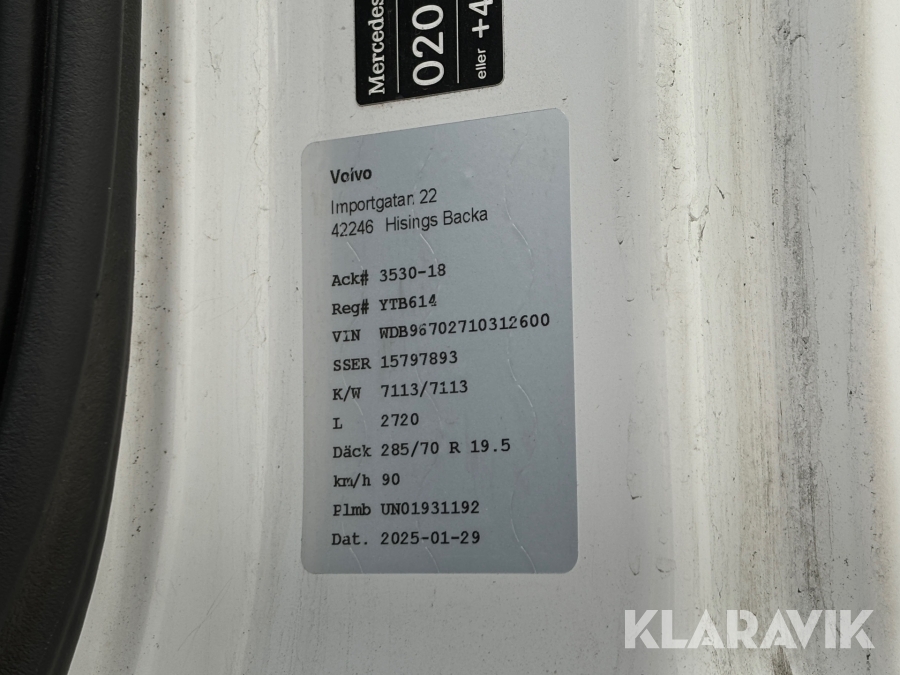 Mercedes
020
eller +4
Volvo
Importgatan 22
42246 Hisings Backa
Ack# 3530-18
Reg# YTB614
VIN WDB96702710312600
SSER 15797893
K/W 7113/7113
L 2720
Däck 285/70 R 19.5
km/h 90
Plmb UN01931192
Dat. 2025-01-29
KLARAVIK